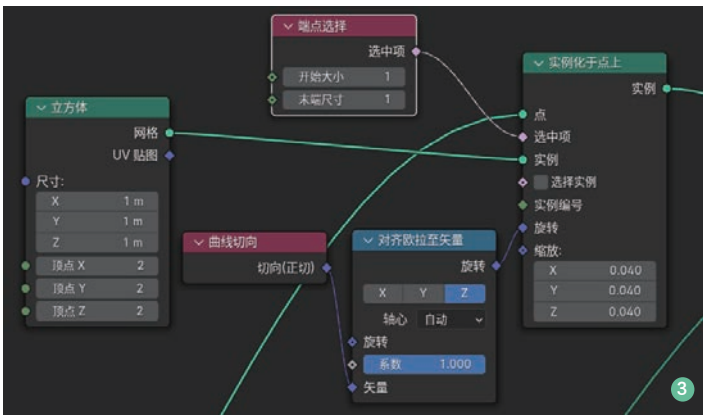 端点选择
选中项
开始大小 1
末端尺寸 1
立方体
网格
UV 贴图
尺寸:
X 1 m
Y 1 m
Z 1 m
顶点 X 2
顶点 Y 2
顶点 Z 2
曲线切向
切向(正切)
对齐欧拉至矢量
旋转
X Y Z
轴心 自动
旋转
系数 1.000
矢量
实例化于点上
实例
点
选中项
实例
选择实例
实例编号
旋转
缩放:
X 0.040
Y 0.040
Z 0.040
3